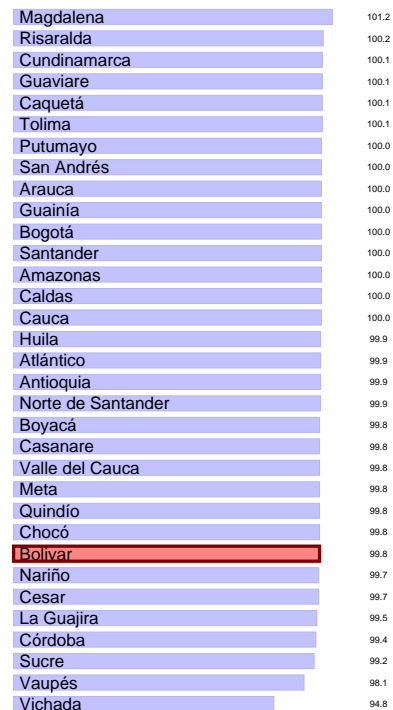 Magdalena 101.2
Risaralda 100.2
Cundinamarca 100.1
Guaviare 100.1
Caquetá 100.1
Tolima 100.1
Putumayo 100.0
San Andrés 100.0
Arauca 100.0
Guainía 100.0
Bogotá 100.0
Santander 100.0
Amazonas 100.0
Caldas 100.0
Cauca 100.0
Huila 99.9
Atlántico 99.9
Antioquia 99.9
Norte de Santander 99.9
Boyacá 99.8
Casanare 99.8
Valle del Cauca 99.8
Meta 99.8
Quindío 99.8
Chocó 99.8
Bolivar 99.8
Nariño 99.7
Cesar 99.7
La Guajira 99.5
Córdoba 99.4
Sucre 99.2
Vaupés 98.1
Vichada 94.8